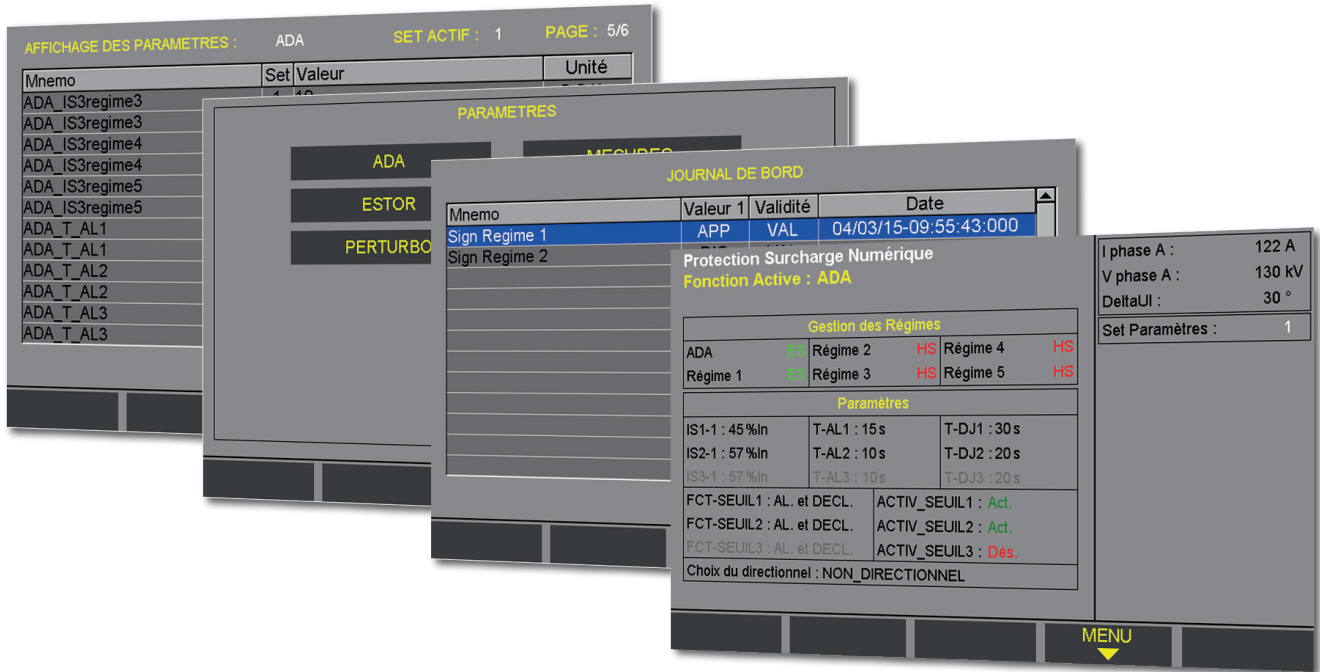 AFFICHAGE DES PARAMETRES : ADA SET ACTIF : 1 PAGE : 5/6
Mnemo Set Valeur Unité
ADA_IS3regime3
ADA_IS3regime3
ADA_IS3regime4
ADA_IS3regime4
ADA_IS3regime5
ADA_IS3regime5
ADA_T_AL1
ADA_T_AL1
ADA_T_AL2
ADA_T_AL2
ADA_T_AL3
ADA_T_AL3
PARAMETRES
ADA MESURES
ESTOR
PERTURBO
JOURNAL DE BORD
Mnemo Valeur 1 Validité Date
Sign Regime 1 APP VAL 04/03/15-09:55:43:000
Sign Regime 2
Protection Surcharge Numérique
Fonction Active : ADA
Gestion des Régimes
ADA ES Régime 2 HS Régime 4 HS
Régime 1 ES Régime 3 HS Régime 5 HS
Paramètres
IS1-1 : 45 %In T-AL1 : 15 s T-DJ1 : 30 s
IS2-1 : 57 %In T-AL2 : 10 s T-DJ2 : 20 s
IS3-1 : 57 %In T-AL3 : 10 s T-DJ3 : 20 s
FCT-SEUIL1 : AL. et DECL. ACTIV_SEUIL1 : Act.
FCT-SEUIL2 : AL. et DECL. ACTIV_SEUIL2 : Act.
FCT-SEUIL3 : AL. et DECL. ACTIV_SEUIL3 : Dés.
Choix du directionnel : NON_DIRECTIONNEL
I phase A : 122 A
V phase A : 130 kV
DeltaUI : 30 °
Set Paramètres : 1
MENU